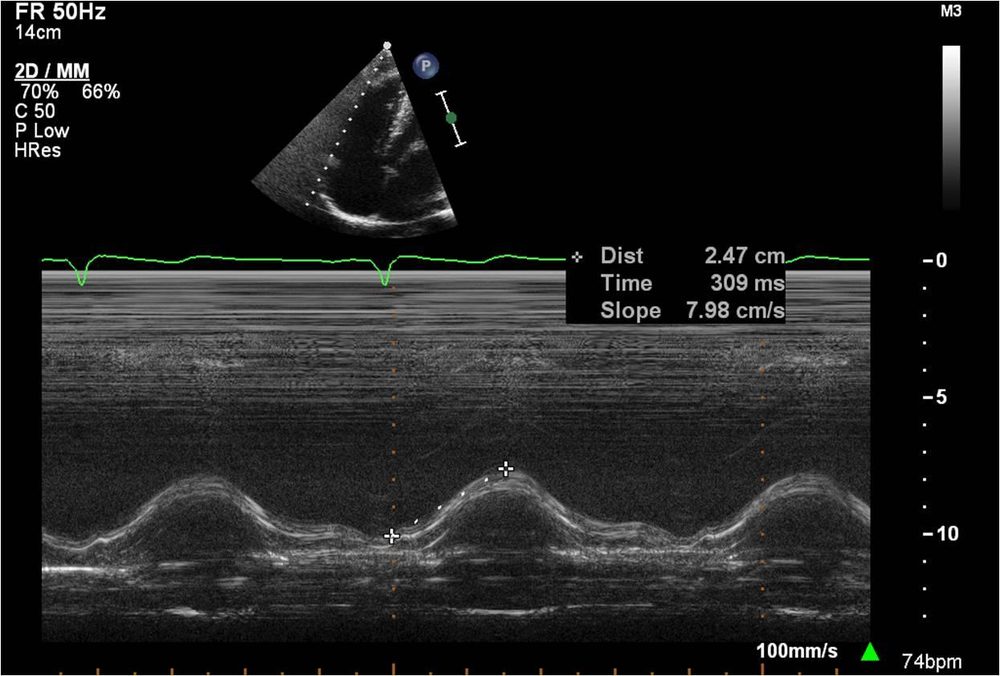 FR 50Hz
14cm
2D / MM
70% 66%
C 50
P Low
HRes
M3
P
Dist 2.47 cm
Time 309 ms
Slope 7.98 cm/s
0
5
10
100mm/s
74bpm